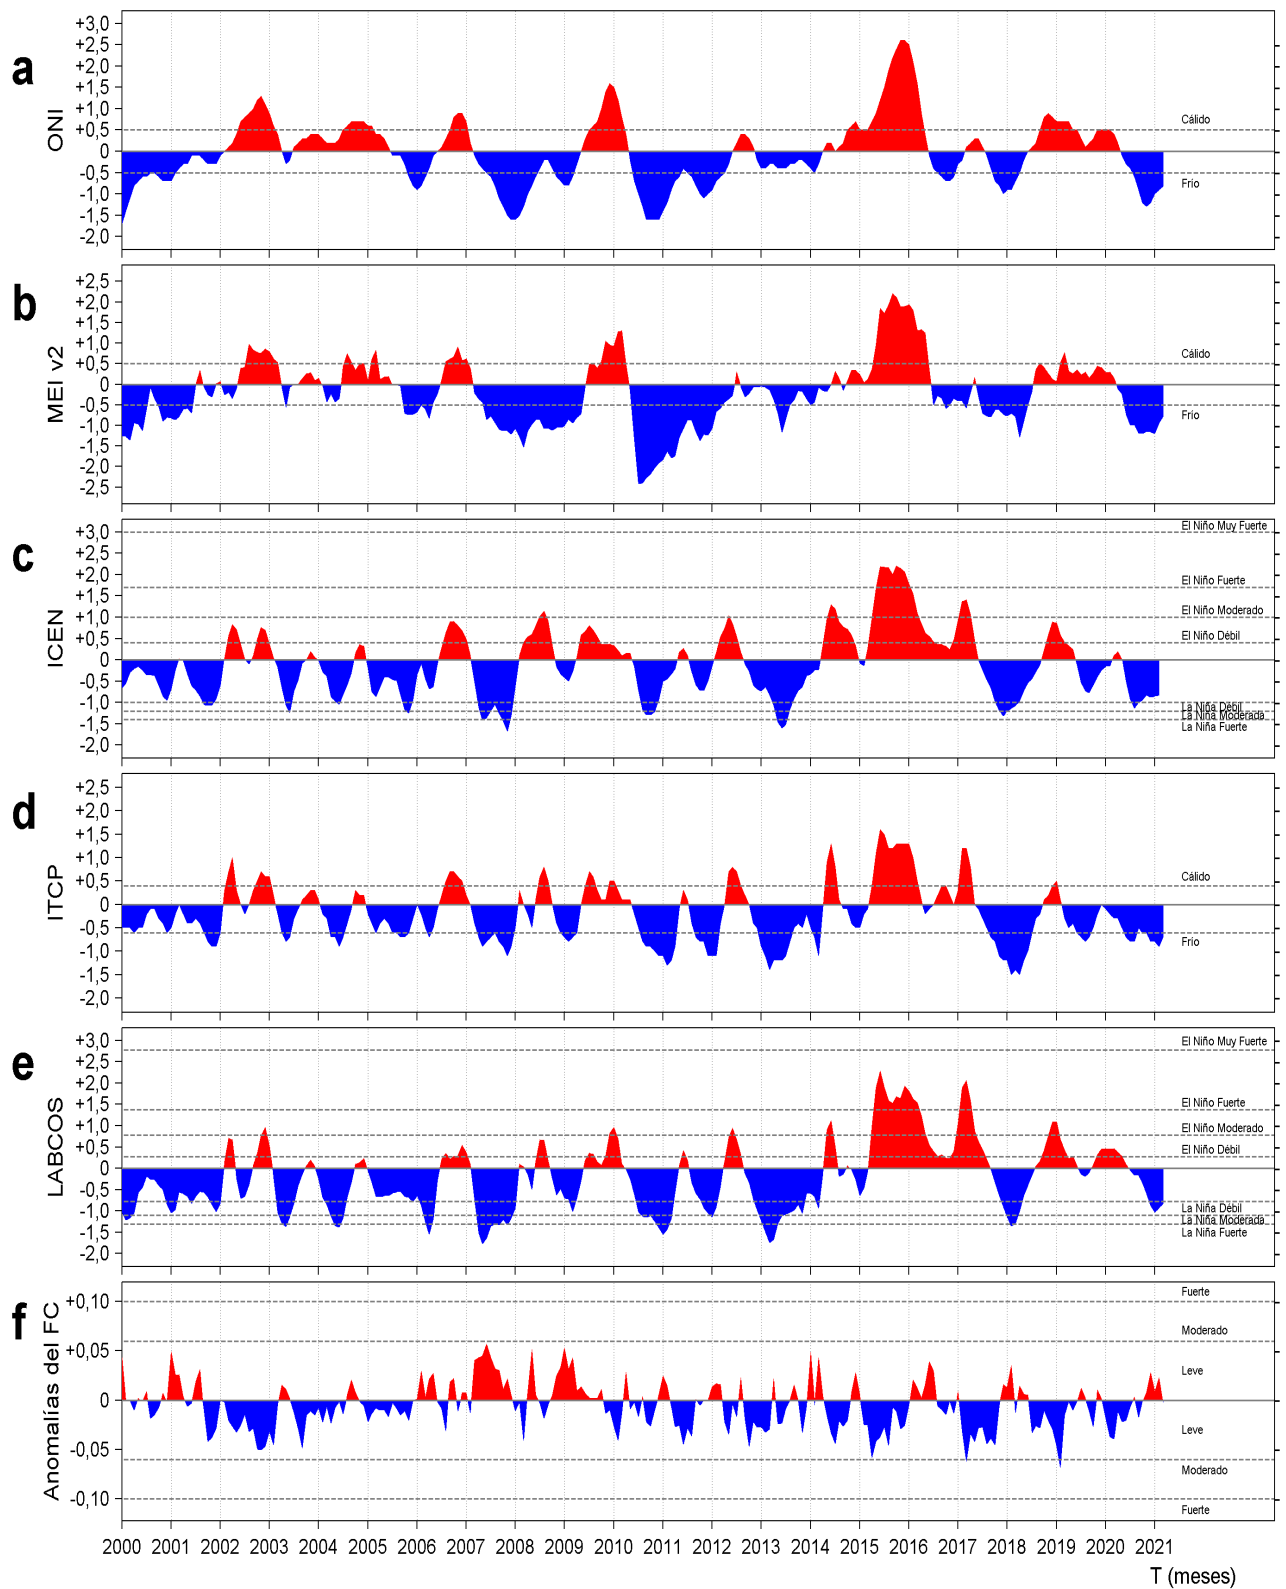 a
ONI
+3,0
+2,5
+2,0
+1,5
+1,0
+0,5
0
-0,5
-1,0
-1,5
-2,0
Cálido
Frío
b
MEI v2
+2,5
+2,0
+1,5
+1,0
+0,5
0
-0,5
-1,0
-1,5
-2,0
-2,5
Cálido
Frío
c
ICEN
+3,0
+2,5
+2,0
+1,5
+1,0
+0,5
0
-0,5
-1,0
-1,5
-2,0
El Niño Muy Fuerte
El Niño Fuerte
El Niño Moderado
El Niño Débil
La Niña Débil
La Niña Moderada
La Niña Fuerte
d
ITCP
+2,5
+2,0
+1,5
+1,0
+0,5
0
-0,5
-1,0
-1,5
-2,0
Cálido
Frío
e
LABCOS
+3,0
+2,5
+2,0
+1,5
+1,0
+0,5
0
-0,5
-1,0
-1,5
-2,0
El Niño Muy Fuerte
El Niño Fuerte
El Niño Moderado
El Niño Débil
La Niña Débil
La Niña Moderada
La Niña Fuerte
f
Anomalías del FC
+0,10
+0,05
0
-0,05
-0,10
Fuerte
Moderado
Leve
Leve
Moderado
Fuerte
2000 2001 2002 2003 2004 2005 2006 2007 2008 2009 2010 2011 2012 2013 2014 2015 2016 2017 2018 2019 2020 2021
T (meses)